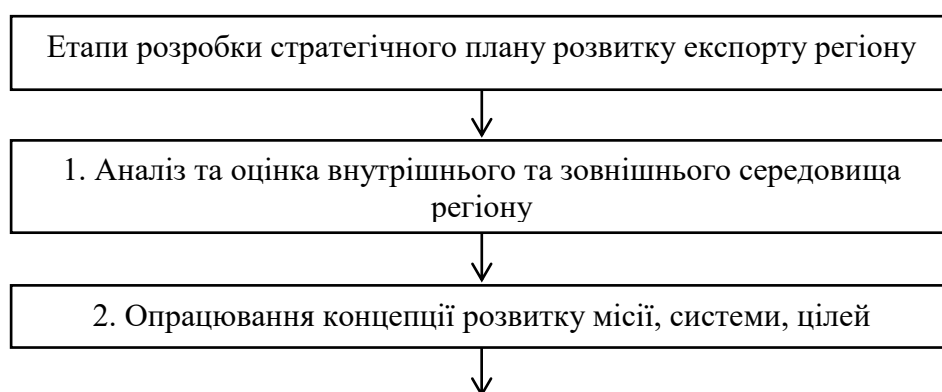 Етапи розробки стратегічного плану розвитку експорту регіону
1. Аналіз та оцінка внутрішнього та зовнішнього середовища
регіону
2. Опрацювання концепції розвитку місії, системи, цілей